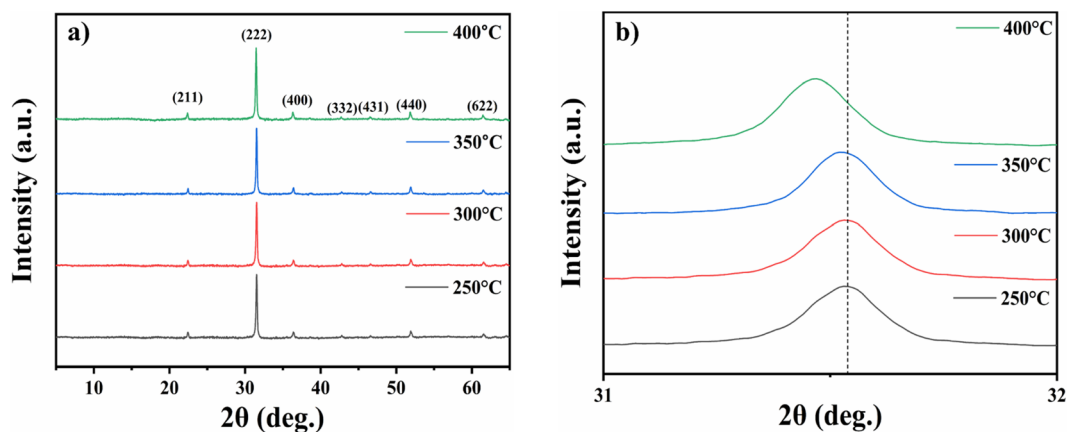 a)
400°C
(222)
(211)
(400)
(332)
(431)
(440)
(622)
350°C
300°C
250°C
Intensity (a.u.)
10
20
30
40
50
60
2θ (deg.)
b)
400°C
350°C
300°C
250°C
Intensity (a.u.)
31
32
2θ (deg.)